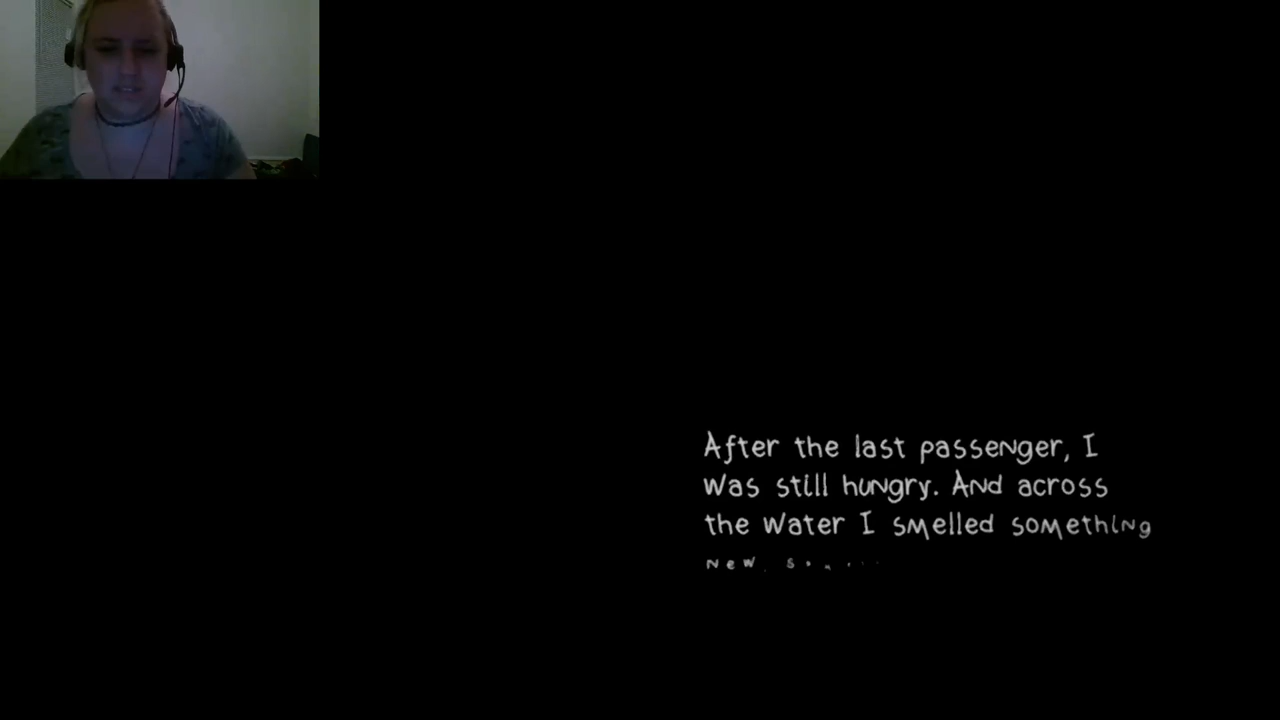 After the last passenger, I
was still hungry. And across
the water I smelled something
new.